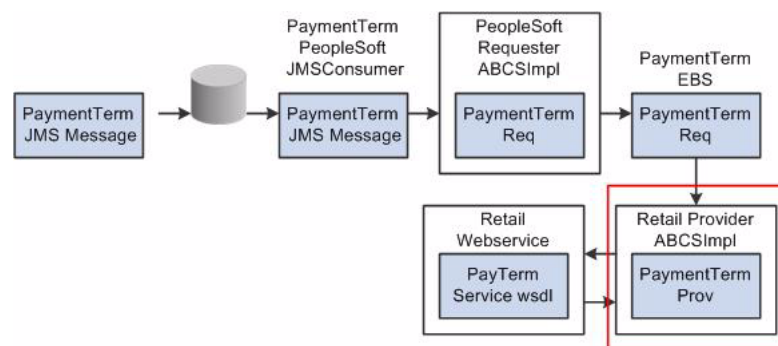 PaymentTerm
PeopleSoft
JMSConsumer
PeopleSoft
Requester
ABCSImpl
PaymentTerm
EBS
PaymentTerm
JMS Message
PaymentTerm
JMS Message
PaymentTerm
Req
PaymentTerm
Req
Retail
Webservice
Retail Provider
ABCSImpl
PayTerm
Service wsdl
PaymentTerm
Prov